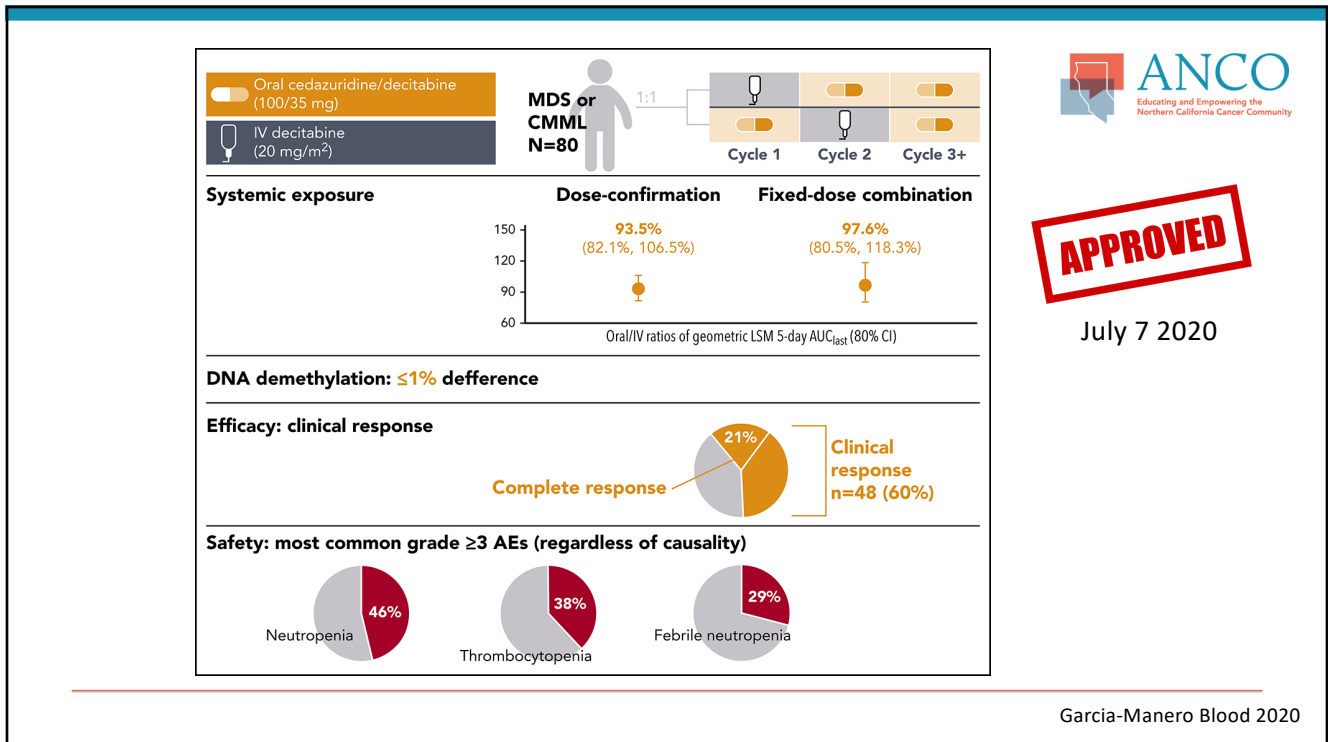 Oral cedazuridine/decitabine
(100/35 mg)
IV decitabine
(20 mg/m²)
MDS or
CMML
N=80
1:1
Cycle 1
Cycle 2
Cycle 3+
ANCO
Educating and Empowering the
Northern California Cancer Community
Systemic exposure
Dose-confirmation
Fixed-dose combination
93.5%
(82.1%, 106.5%)
97.6%
(80.5%, 118.3%)
150
120
90
60
Oral/IV ratios of geometric LSM 5-day AUClast (80% CI)
APPROVED
July 7 2020
DNA demethylation: ≤1% defference
Efficacy: clinical response
21%
Complete response
Clinical
response
n=48 (60%)
Safety: most common grade ≥3 AEs (regardless of causality)
46%
Neutropenia
38%
Thrombocytopenia
29%
Febrile neutropenia
Garcia-Manero Blood 2020